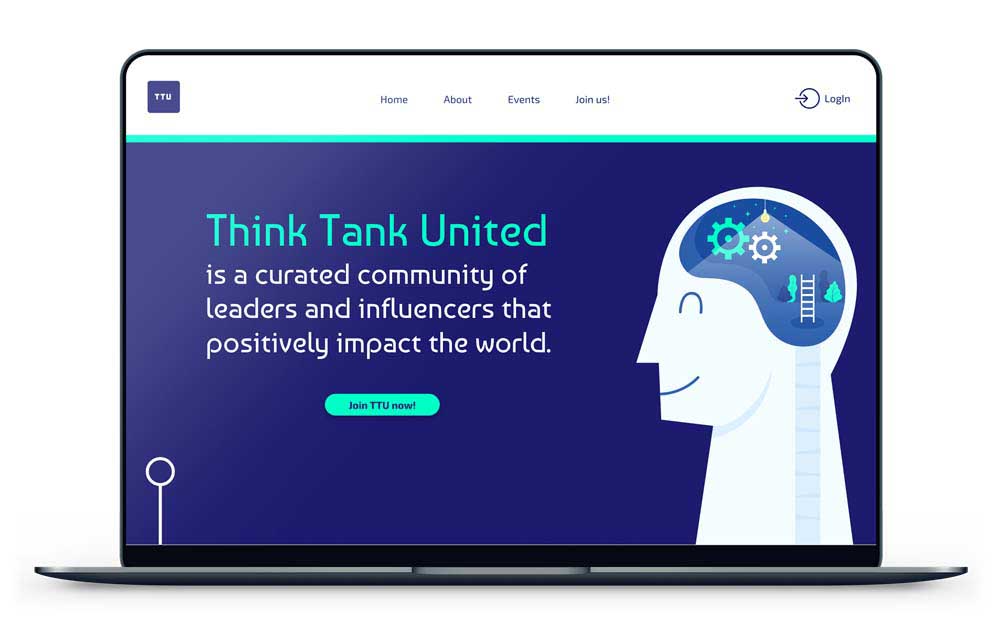 TTU
Home
About
Events
Join us!
LogIn
Think Tank United
is a curated community of
leaders and influencers that
positively impact the world.
Join TTU now!